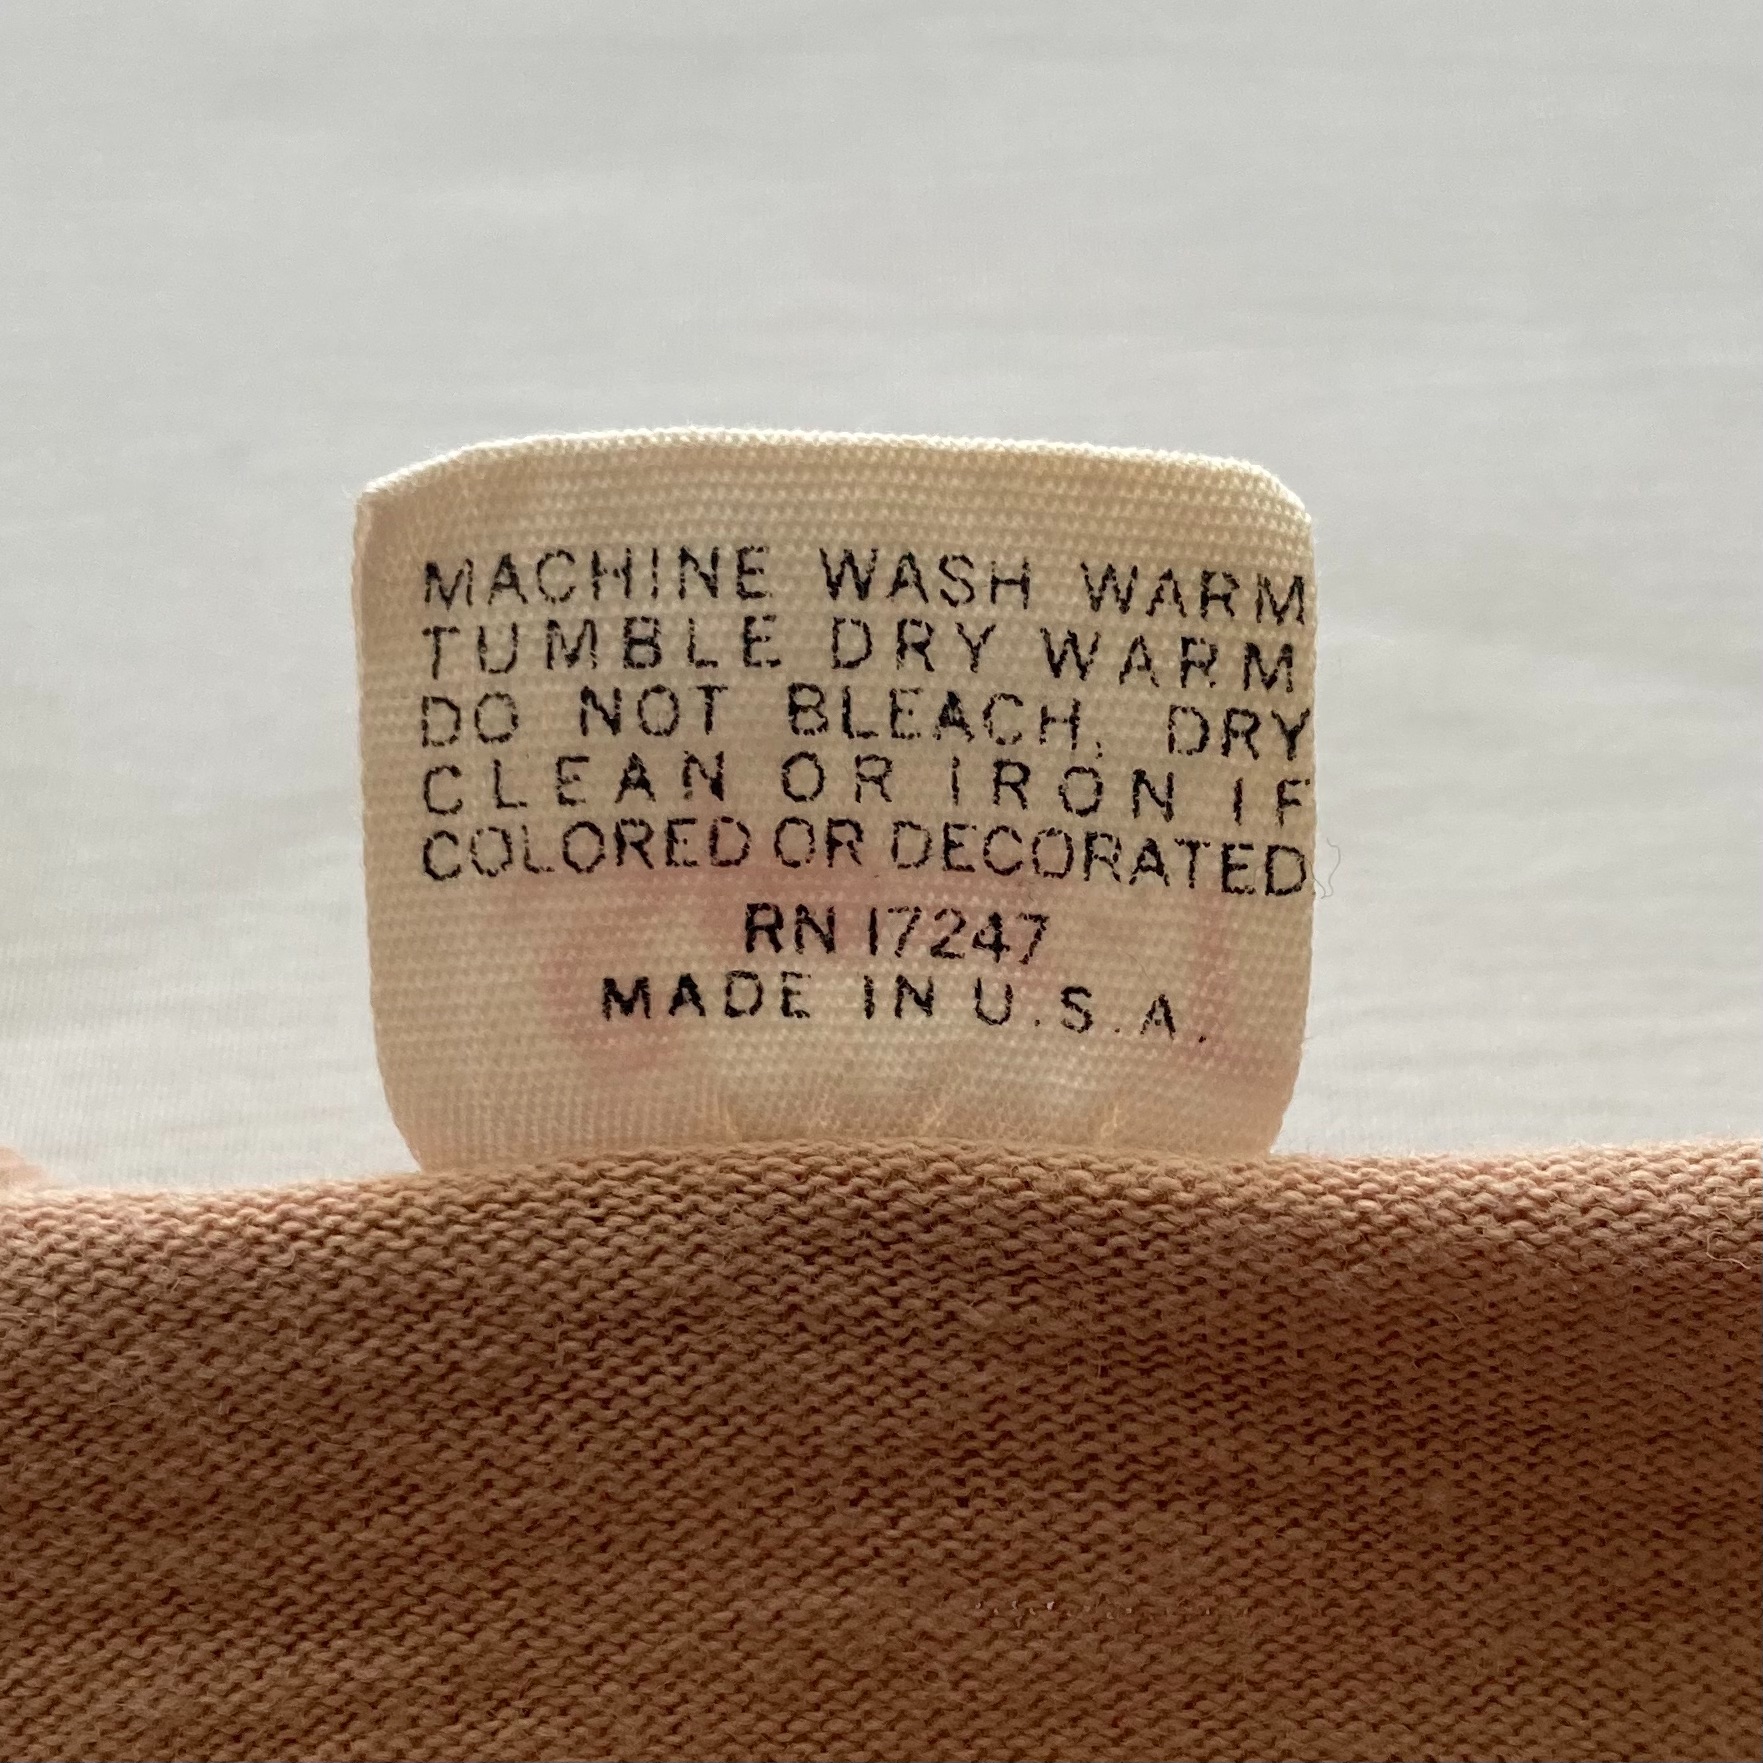 MACHINE WASH WARM
TUMBLE DRY WARM
DO NOT BLEACH, DRY
CLEAN OR IRON IF
COLORED OR DECORATED
RN 17247
MADE IN U.S.A.